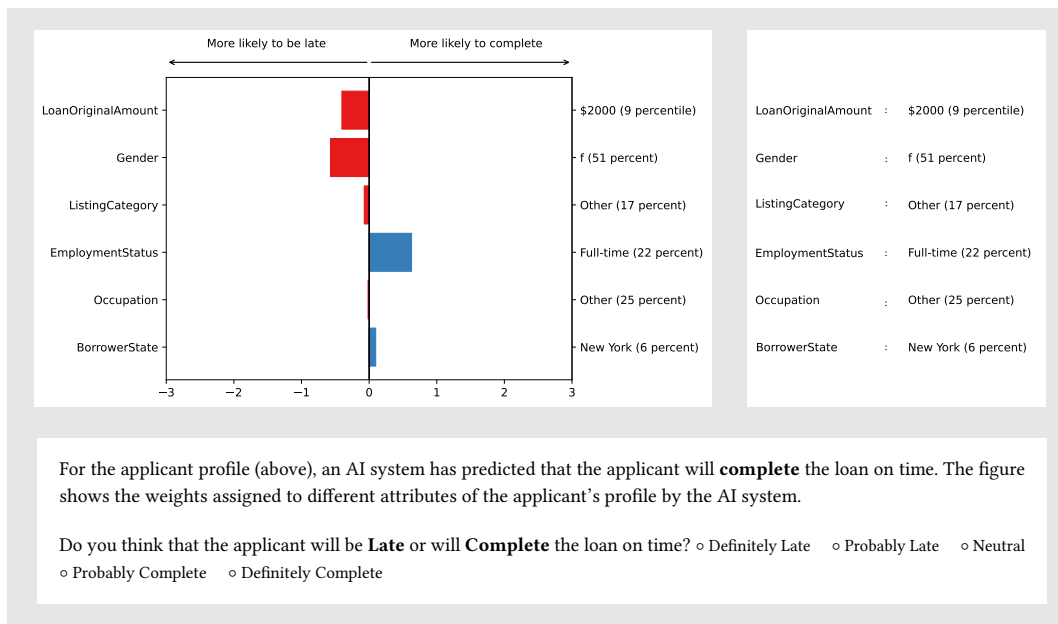 More likely to be late More likely to complete
LoanOriginalAmount $2000 (9 percentile)
Gender f (51 percent)
ListingCategory Other (17 percent)
EmploymentStatus Full-time (22 percent)
Occupation Other (25 percent)
BorrowerState New York (6 percent)
−3 −2 −1 0 1 2 3
LoanOriginalAmount : $2000 (9 percentile)
Gender : f (51 percent)
ListingCategory : Other (17 percent)
EmploymentStatus : Full-time (22 percent)
Occupation : Other (25 percent)
BorrowerState : New York (6 percent)
For the applicant profile (above), an AI system has predicted that the applicant will complete the loan on time. The figure
shows the weights assigned to different attributes of the applicant’s profile by the AI system.
Do you think that the applicant will be Late or will Complete the loan on time? ○ Definitely Late ○ Probably Late ○ Neutral
○ Probably Complete ○ Definitely Complete